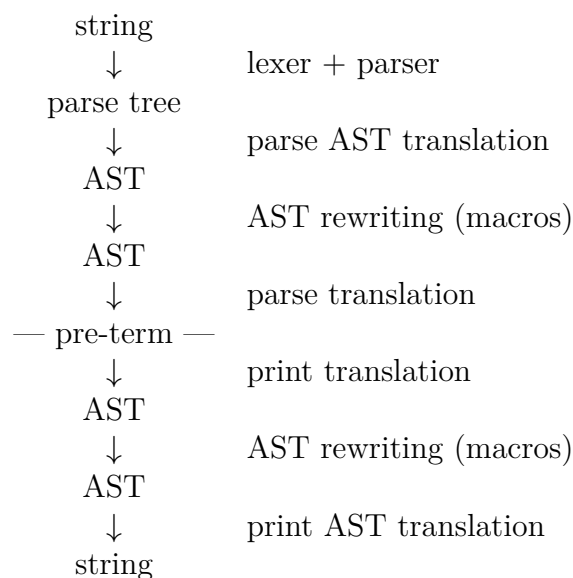 string
↓ lexer + parser
parse tree
↓ parse AST translation
AST
↓ AST rewriting (macros)
AST
↓ parse translation
— pre-term —
↓ print translation
AST
↓ AST rewriting (macros)
AST
↓ print AST translation
string